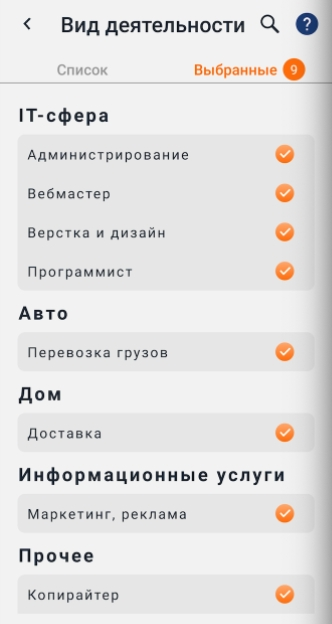 Вид деятельности ?
Список Выбранные 9
IT-сфера
Администрирование
Вебмастер
Верстка и дизайн
Программист
Авто
Перевозка грузов
Дом
Доставка
Информационные услуги
Маркетинг, реклама
Прочее
Копирайтер